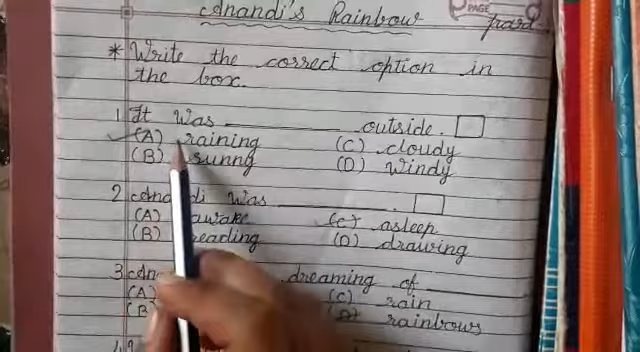 Anandi's Rainbow
PAGE
* Write the correct option in
the box.
1 It was ________ outside.
(A) raining (C) cloudy
(B) sunny (D) windy
2 Anandi was ________.
(A) awake (C) asleep
(B) reading (D) drawing
3 dreaming of ________
(A) (C) rain
(B (D) rainbows